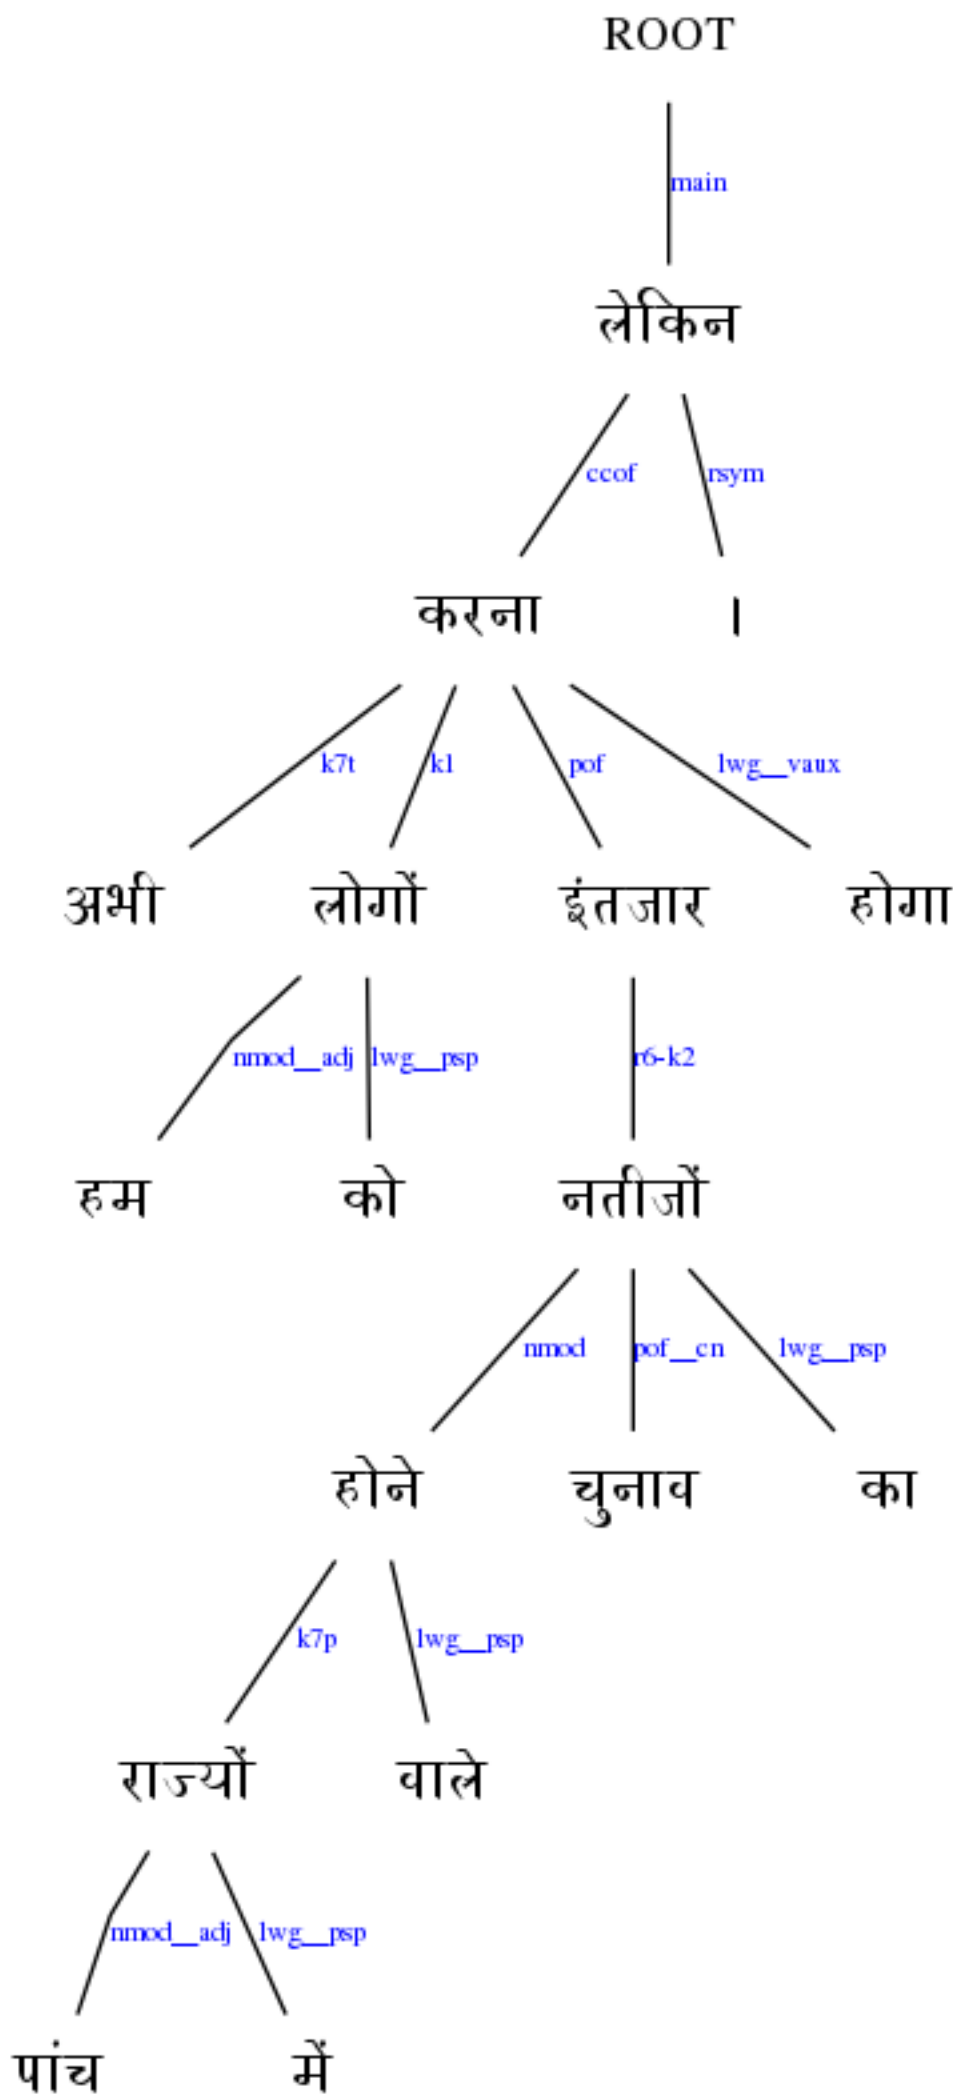 ROOT
main
लेकिन
ccof rsym
करना ।
k7t k1 pof lwg__vaux
अभी लोगों इंतजार होगा
nmod__adj lwg__psp r6-k2
हम को नतीजों
nmod pof__cn lwg__psp
होने चुनाव का
k7p lwg__psp
राज्यों वाले
nmod__adj lwg__psp
पांच में